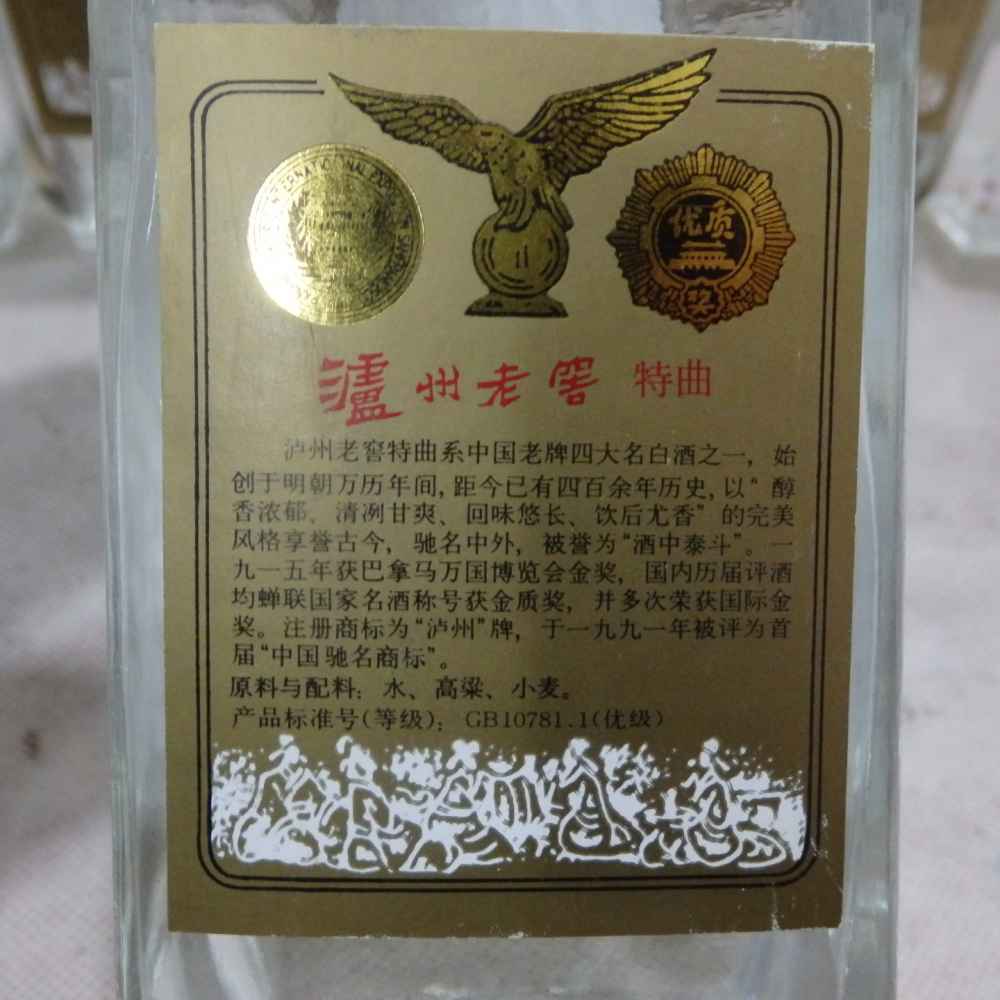 INTERNATIONAL
优质
奖
泸州老窖 特曲
泸州老窖特曲系中国老牌四大名白酒之一，始
创于明朝万历年间，距今已有四百余年历史，以“醇
香浓郁、清冽甘爽、回味悠长、饮后尤香”的完美
风格享誉古今，驰名中外，被誉为“酒中泰斗”。一
九一五年获巴拿马万国博览会金奖，国内历届评酒
均蝉联国家名酒称号获金质奖，并多次荣获国际金
奖。注册商标为“泸州”牌，于一九九一年被评为首
届“中国驰名商标”。
原料与配料：水、高粱、小麦。
产品标准号(等级)：GB10781.1(优级)